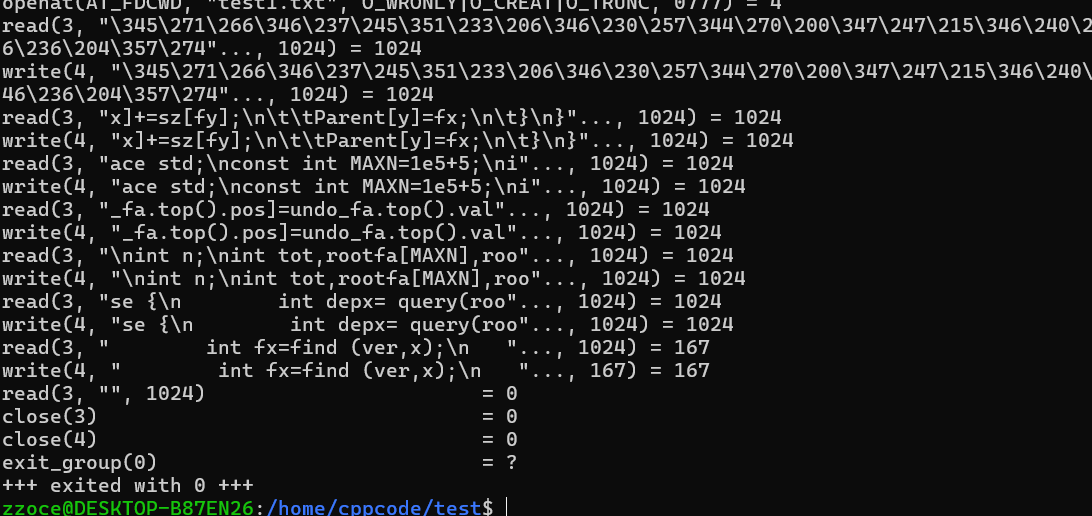 openat(AT_FDCWD, "test1.txt", O_WRONLY|O_CREAT|O_TRUNC, 0777) = 4
read(3, "\345\271\266\346\237\245\351\233\206\346\230\257\344\270\200\347\247\215\346\240\2
6\236\204\357\274"..., 1024) = 1024
write(4, "\345\271\266\346\237\245\351\233\206\346\230\257\344\270\200\347\247\215\346\240\
46\236\204\357\274"..., 1024) = 1024
read(3, "x]+=sz[fy];\n\t\tParent[y]=fx;\n\t}\n}"..., 1024) = 1024
write(4, "x]+=sz[fy];\n\t\tParent[y]=fx;\n\t}\n}"..., 1024) = 1024
read(3, "ace std;\nconst int MAXN=1e5+5;\ni"..., 1024) = 1024
write(4, "ace std;\nconst int MAXN=1e5+5;\ni"..., 1024) = 1024
read(3, "_fa.top().pos]=undo_fa.top().val"..., 1024) = 1024
write(4, "_fa.top().pos]=undo_fa.top().val"..., 1024) = 1024
read(3, "\nint n;\nint tot,rootfa[MAXN],roo"..., 1024) = 1024
write(4, "\nint n;\nint tot,rootfa[MAXN],roo"..., 1024) = 1024
read(3, "se {\n        int depx= query(roo"..., 1024) = 1024
write(4, "se {\n        int depx= query(roo"..., 1024) = 1024
read(3, "        int fx=find (ver,x);\n   "..., 1024) = 167
write(4, "        int fx=find (ver,x);\n   "..., 167) = 167
read(3, "", 1024)                       = 0
close(3)                                = 0
close(4)                                = 0
exit_group(0)                           = ?
+++ exited with 0 +++
zzoce@DESKTOP-B87EN26:/home/cppcode/test$